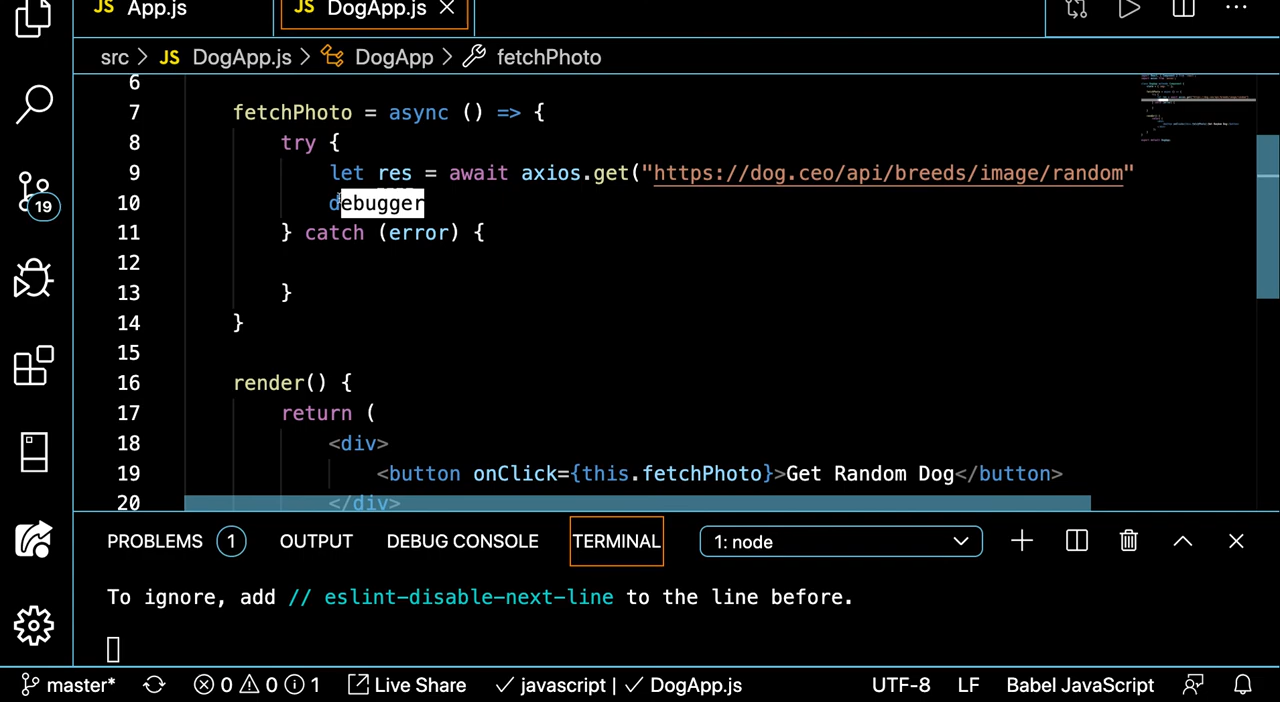 JS App.js JS DogApp.js
src > JS DogApp.js > DogApp > fetchPhoto
6
7 fetchPhoto = async () => {
8 try {
9 let res = await axios.get("https://dog.ceo/api/breeds/image/random"
10 debugger
11 } catch (error) {
12
13 }
14 }
15
16 render() {
17 return (
18 <div>
19 <button onClick={this.fetchPhoto}>Get Random Dog</button>
20 </div>
19
PROBLEMS 1 OUTPUT DEBUG CONSOLE TERMINAL 1: node
To ignore, add // eslint-disable-next-line to the line before.
master* 0 0 1 Live Share javascript | DogApp.js UTF-8 LF Babel JavaScript